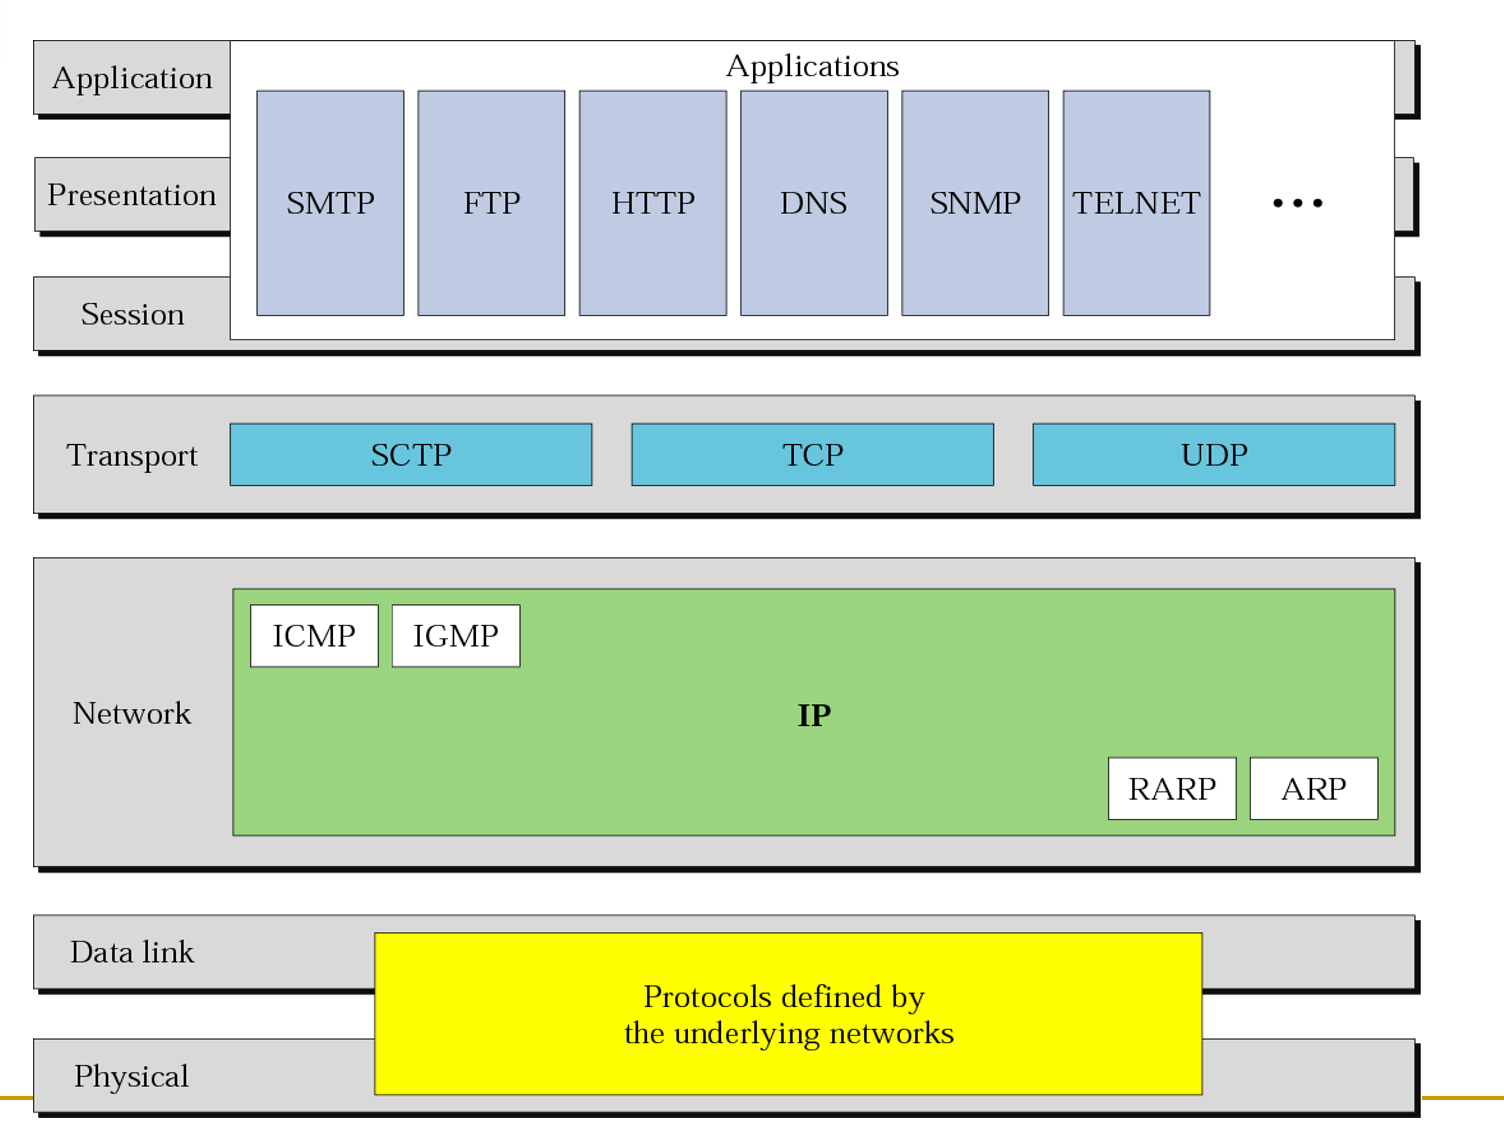 Applications
Application
SMTP FTP HTTP DNS SNMP TELNET ...
Presentation
Session
Transport SCTP TCP UDP
ICMP IGMP
Network IP
RARP ARP
Data link
Protocols defined by
the underlying networks
Physical